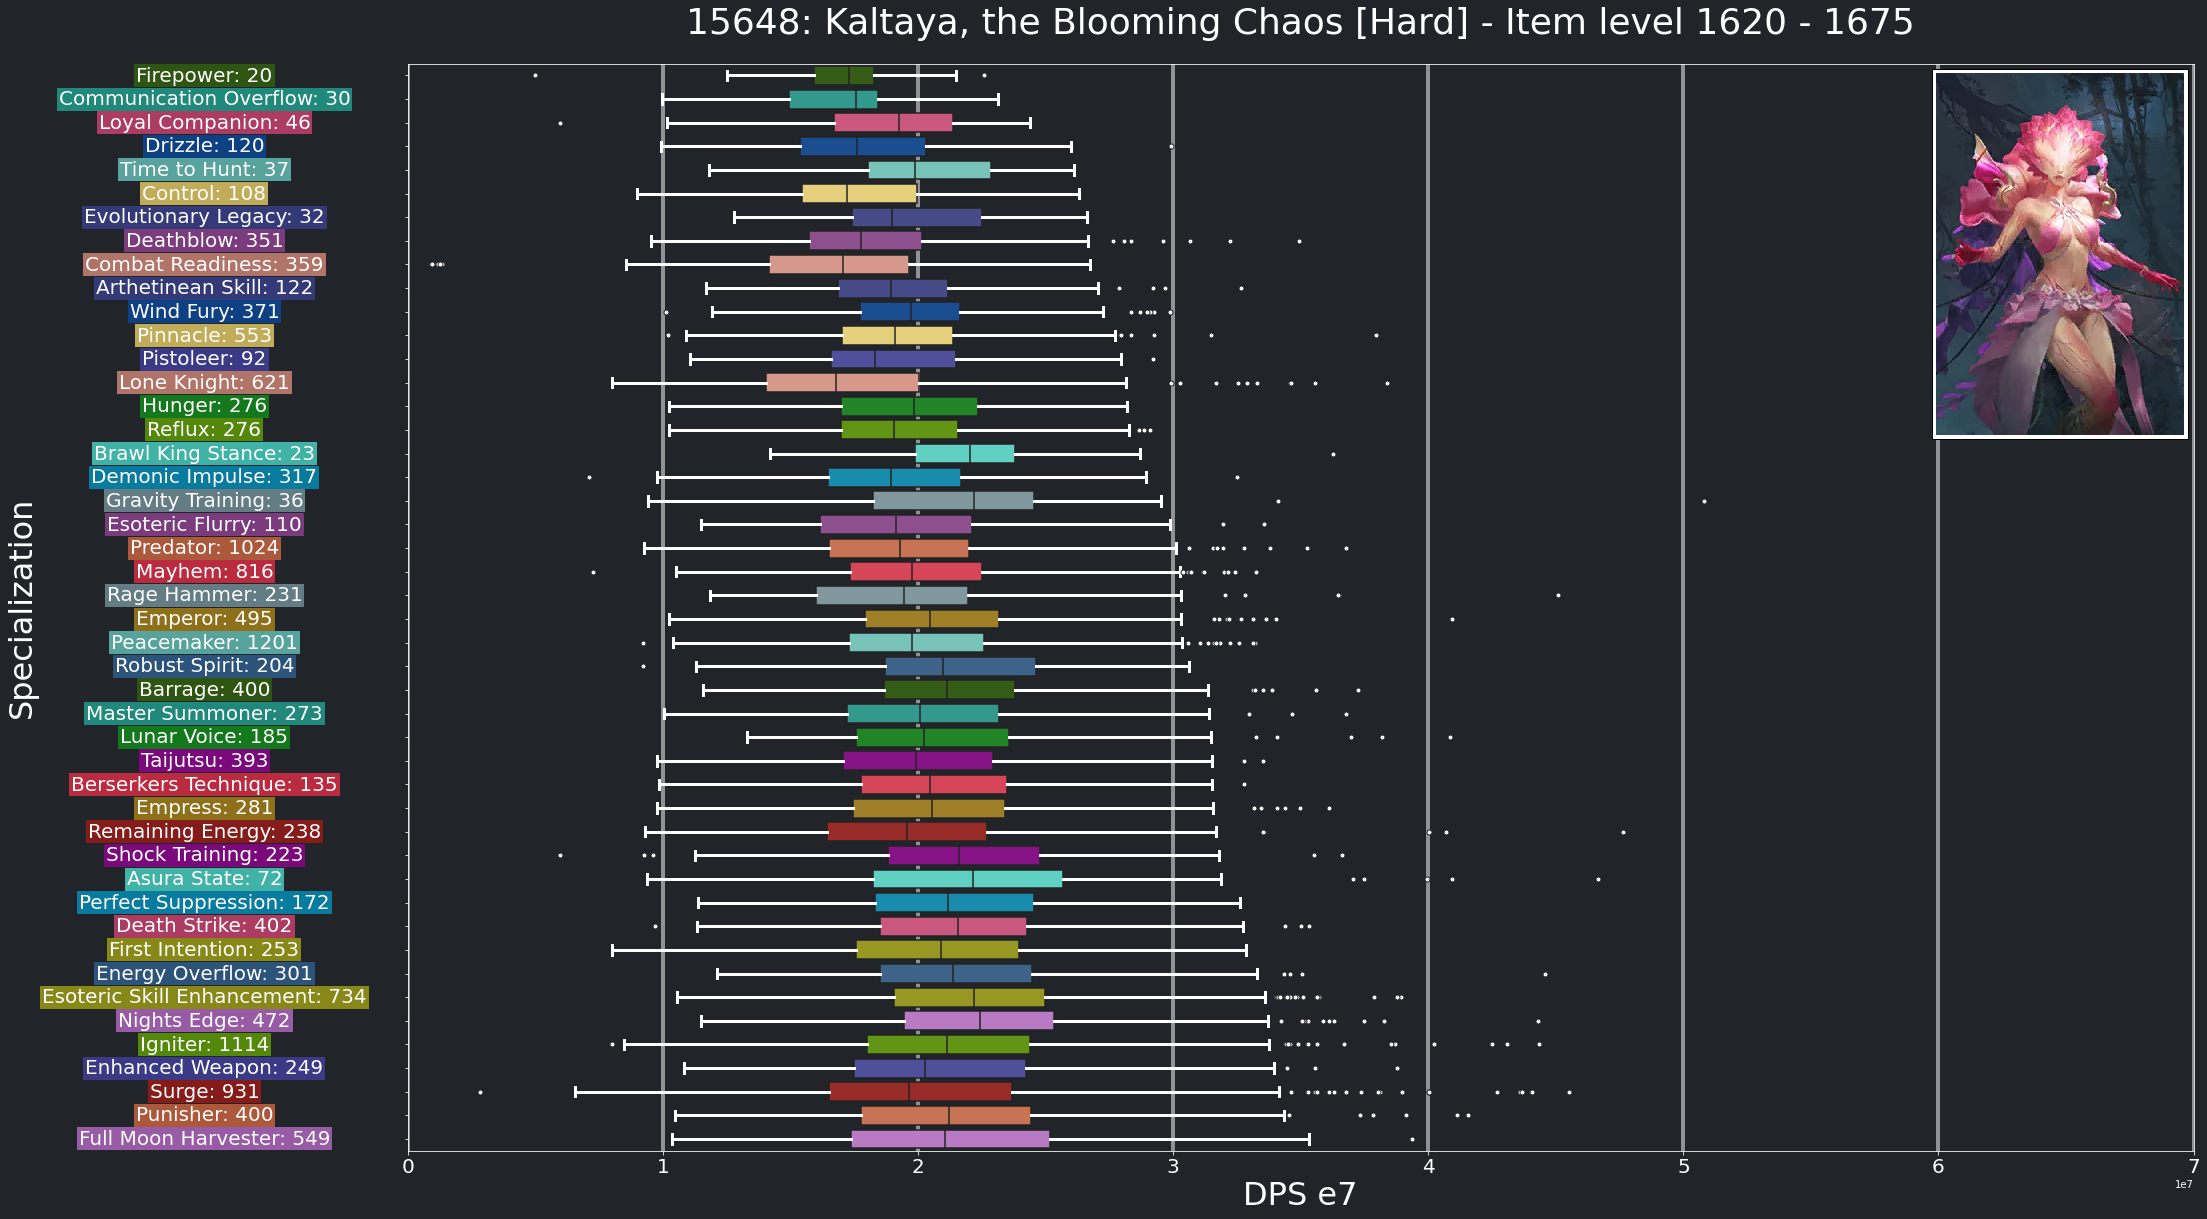 15648: Kaltaya, the Blooming Chaos [Hard] - Item level 1620 - 1675
Specialization
Firepower: 20
Communication Overflow: 30
Loyal Companion: 46
Drizzle: 120
Time to Hunt: 37
Control: 108
Evolutionary Legacy: 32
Deathblow: 351
Combat Readiness: 359
Arthetinean Skill: 122
Wind Fury: 371
Pinnacle: 553
Pistoleer: 92
Lone Knight: 621
Hunger: 276
Reflux: 276
Brawl King Stance: 23
Demonic Impulse: 317
Gravity Training: 36
Esoteric Flurry: 110
Predator: 1024
Mayhem: 816
Rage Hammer: 231
Emperor: 495
Peacemaker: 1201
Robust Spirit: 204
Barrage: 400
Master Summoner: 273
Lunar Voice: 185
Taijutsu: 393
Berserkers Technique: 135
Empress: 281
Remaining Energy: 238
Shock Training: 223
Asura State: 72
Perfect Suppression: 172
Death Strike: 402
First Intention: 253
Energy Overflow: 301
Esoteric Skill Enhancement: 734
Nights Edge: 472
Igniter: 1114
Enhanced Weapon: 249
Surge: 931
Punisher: 400
Full Moon Harvester: 549
0 1 2 3 4 5 6 7
1e7
DPS e7